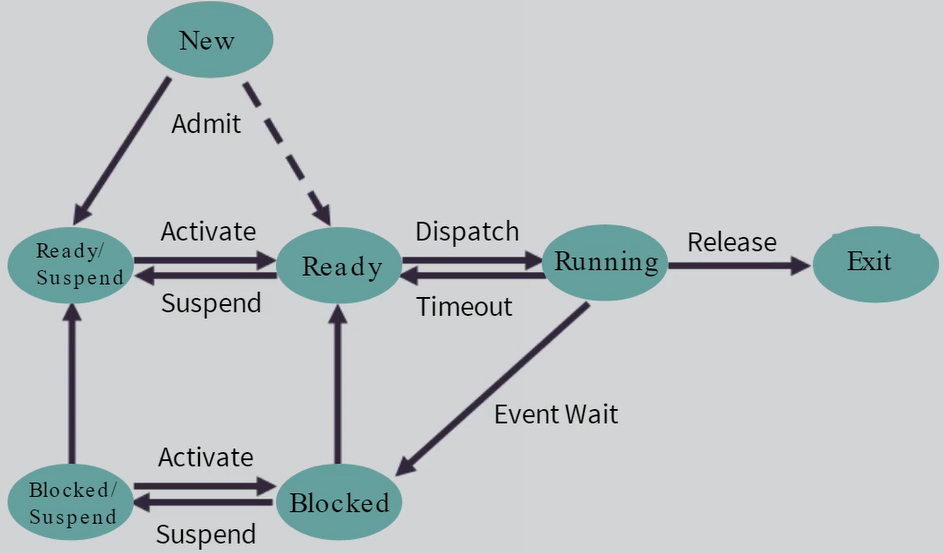 New
Admit
Activate
Dispatch
Release
Ready/
Suspend
Ready
Running
Exit
Suspend
Timeout
Event Wait
Activate
Blocked/
Suspend
Blocked
Suspend